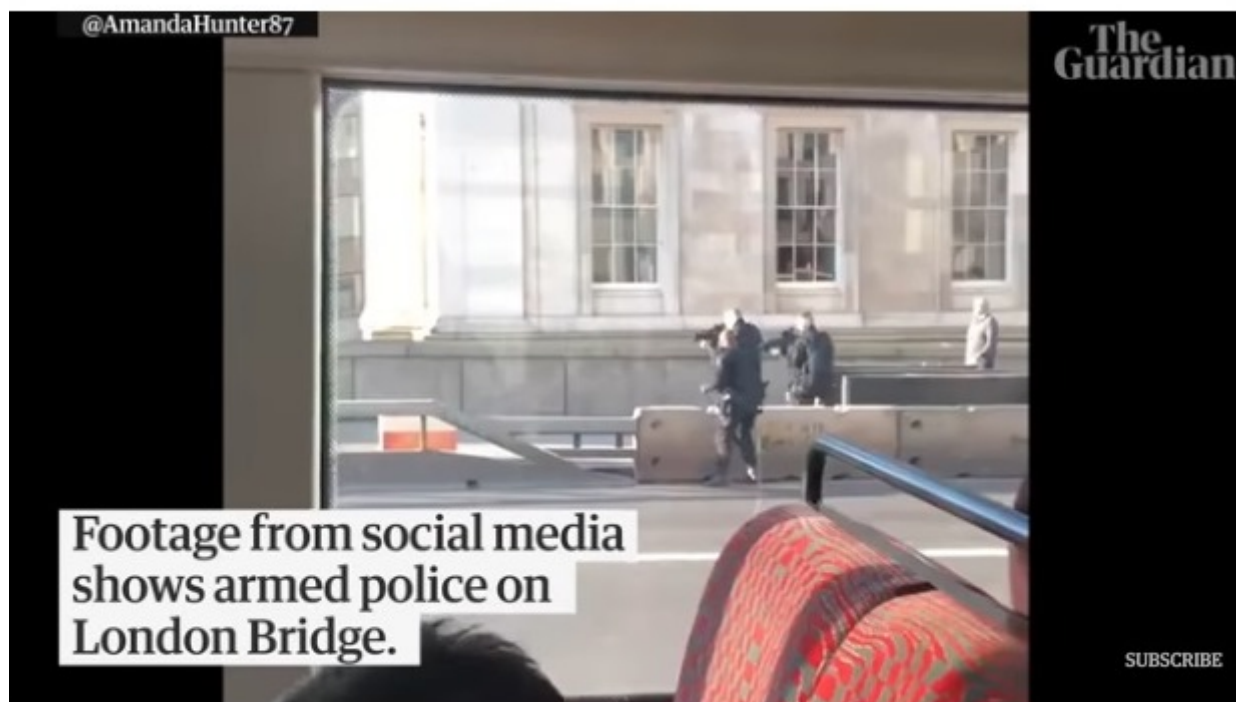 @AmandaHunter87
The
Guardian
Footage from social media
shows armed police on
London Bridge.
SUBSCRIBE